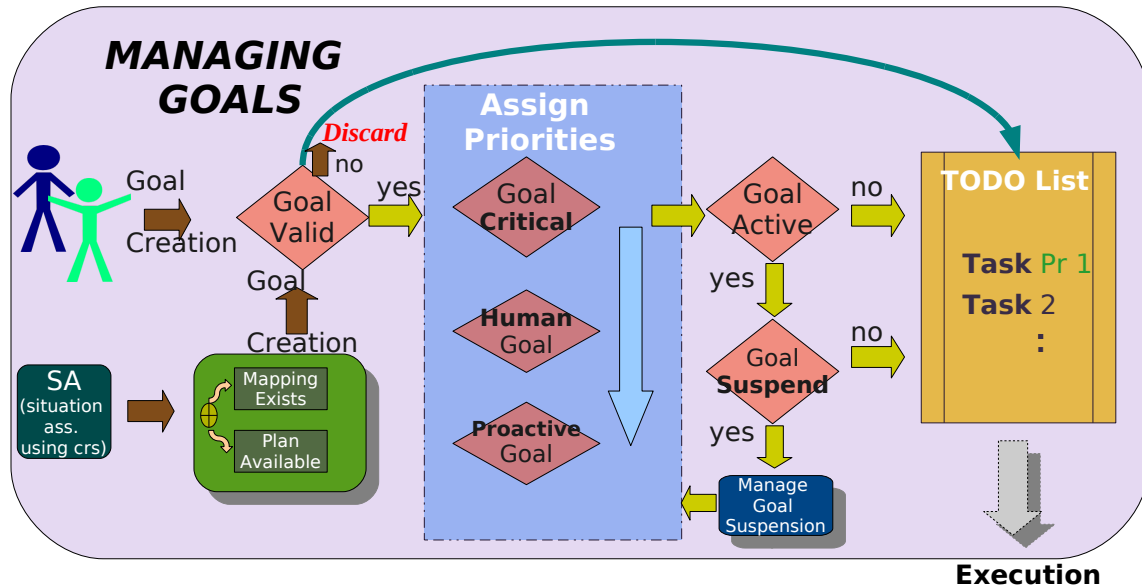 MANAGING
GOALS
Discard
no
Goal
Creation
Goal
Valid
yes
Goal
Creation
SA
(situation
ass.
using crs)
Mapping
Exists
Plan
Available
Assign
Priorities
Goal
Critical
Human
Goal
Proactive
Goal
Goal
Active
no
yes
Goal
Suspend
no
yes
Manage
Goal
Suspension
TODO List
Task Pr 1
Task 2
:
Execution